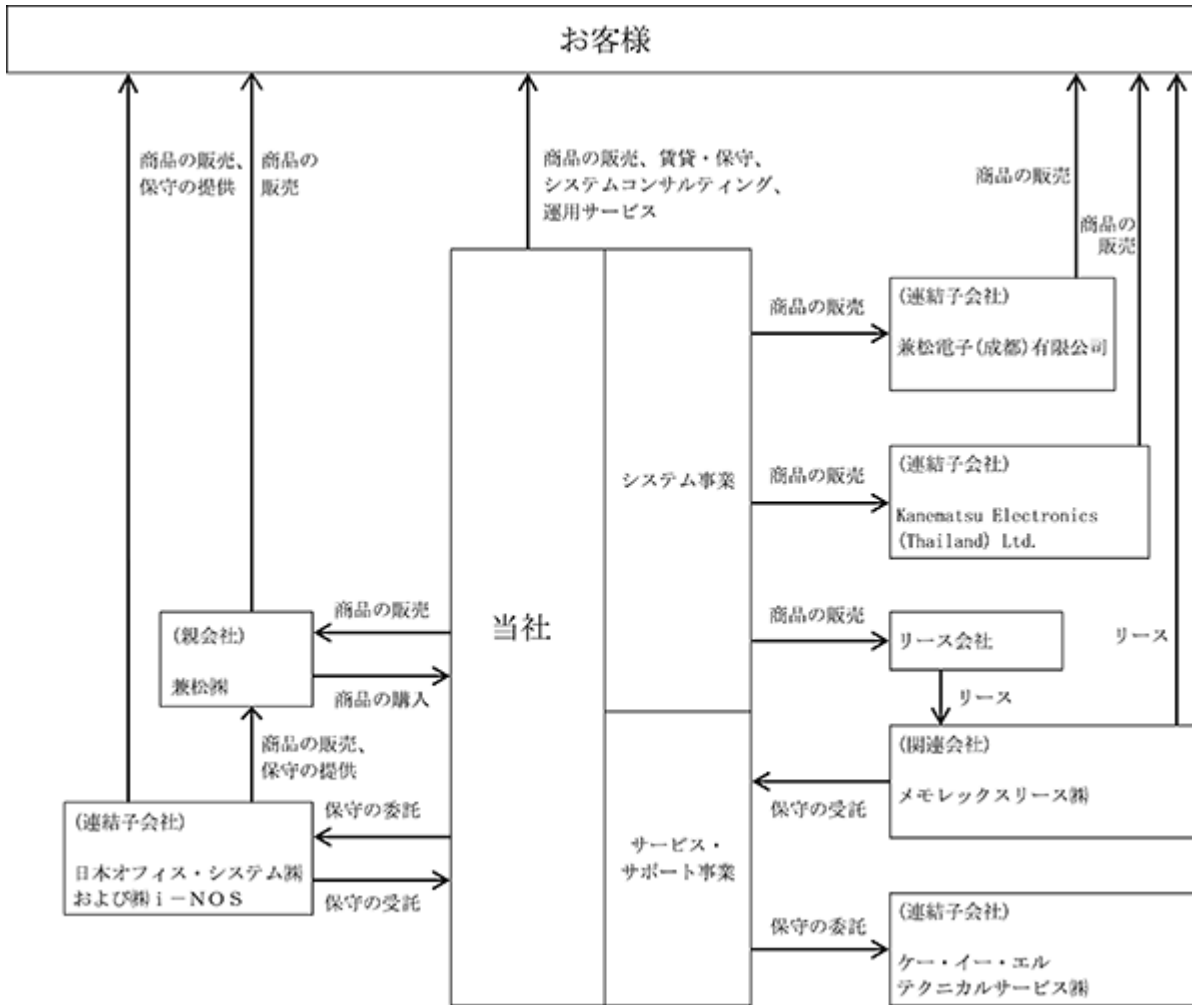 お客様
商品の販売、
保守の提供
商品の
販売
商品の販売、賃貸・保守、
システムコンサルティング、
運用サービス
商品の販売
商品の
販売
商品の販売
(連結子会社)
兼松電子(成都)有限公司
システム事業
商品の販売
(連結子会社)
Kanematsu Electronics
(Thailand) Ltd.
当社
商品の販売
(親会社)
兼松㈱
商品の購入
商品の販売
リース会社
リース
リース
商品の販売、
保守の提供
(関連会社)
メモレックスリース㈱
保守の受託
保守の委託
(連結子会社)
日本オフィス・システム㈱
および㈱ｉ－ＮＯＳ
保守の受託
サービス・
サポート事業
保守の委託
(連結子会社)
ケー・イー・エル
テクニカルサービス㈱